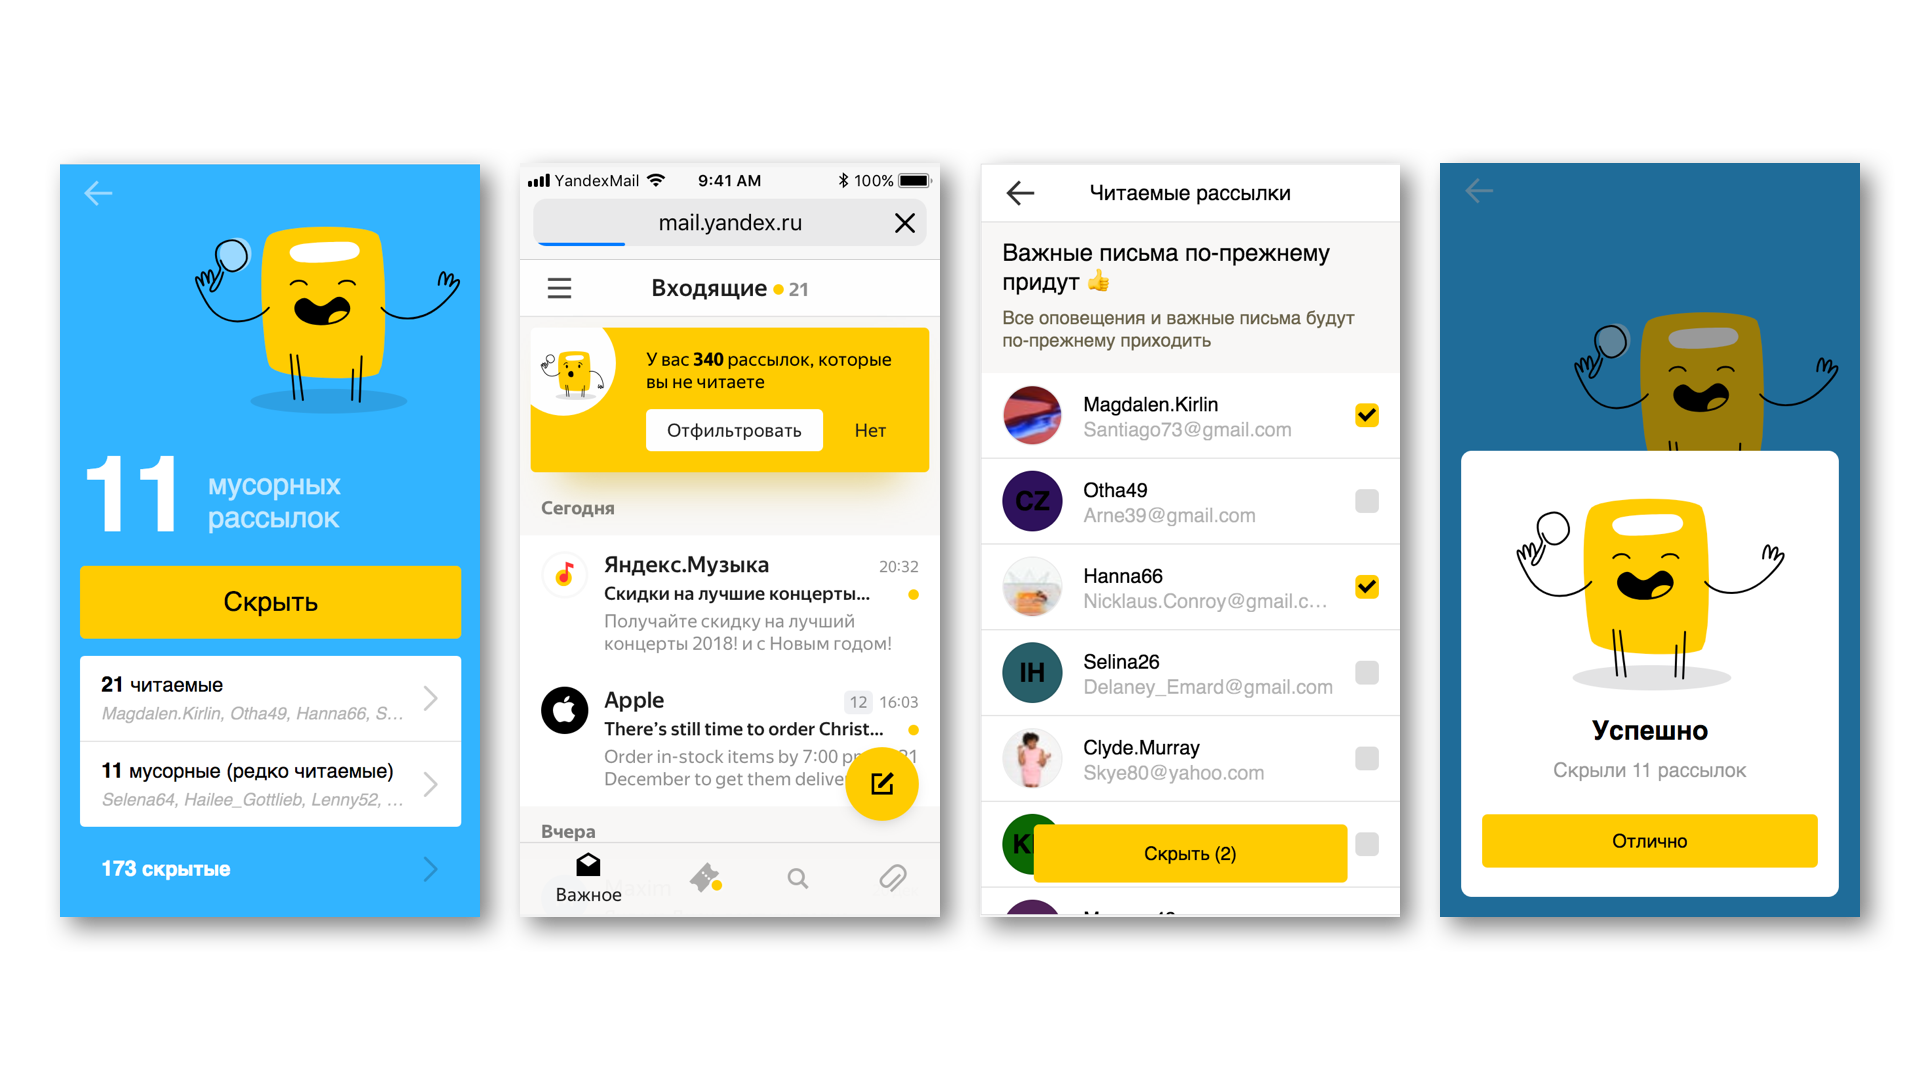 11
мусорных
рассылок
Скрыть
21 читаемые
Magdalen.Kirlin, Otha49, Hanna66, S...
11 мусорные (редко читаемые)
Selena64, Hailee_Gottlieb, Lenny52, ...
173 скрытые
YandexMail 9:41 AM 100%
mail.yandex.ru
Входящие 21
У вас 340 рассылок, которые
вы не читаете
Отфильтровать Нет
Сегодня
Яндекс.Музыка 20:32
Скидки на лучшие концерты...
Получайте скидку на лучший
концерты 2018! и с Новым годом!
Apple 12 16:03
There's still time to order Christ...
Order in-stock items by 7:00
December to get them
Вчера
Maxim
Важное
Читаемые рассылки
Важные письма по-прежнему
придут 👍
Все оповещения и важные письма будут
по-прежнему приходить
Magdalen.Kirlin
Santiago73@gmail.com
CZ
Otha49
Arne39@gmail.com
Hanna66
Nicklaus.Conroy@gmail.c...
IH
Selina26
Delaney_Emard@gmail.com
Clyde.Murray
Skye80@yahoo.com
Скрыть (2)
Успешно
Скрыли 11 рассылок
Отлично